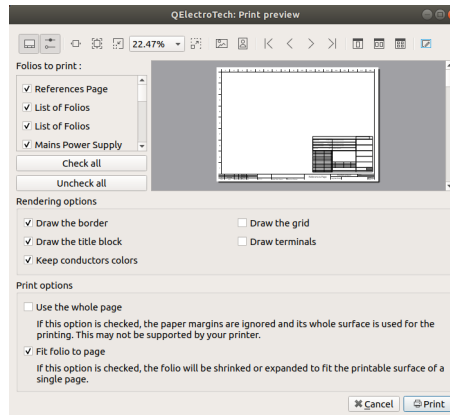 QElectroTech: Print preview
22.47%
Folios to print :
References Page
List of Folios
List of Folios
Mains Power Supply
Check all
Uncheck all
Rendering options
Draw the border
Draw the grid
Draw the title block
Draw terminals
Keep conductors colors
Print options
Use the whole page
If this option is checked, the paper margins are ignored and its whole surface is used for the
printing. This may not be supported by your printer.
Fit folio to page
If this option is checked, the folio will be shrinked or expanded to fit the printable surface of a
single page.
Cancel
Print